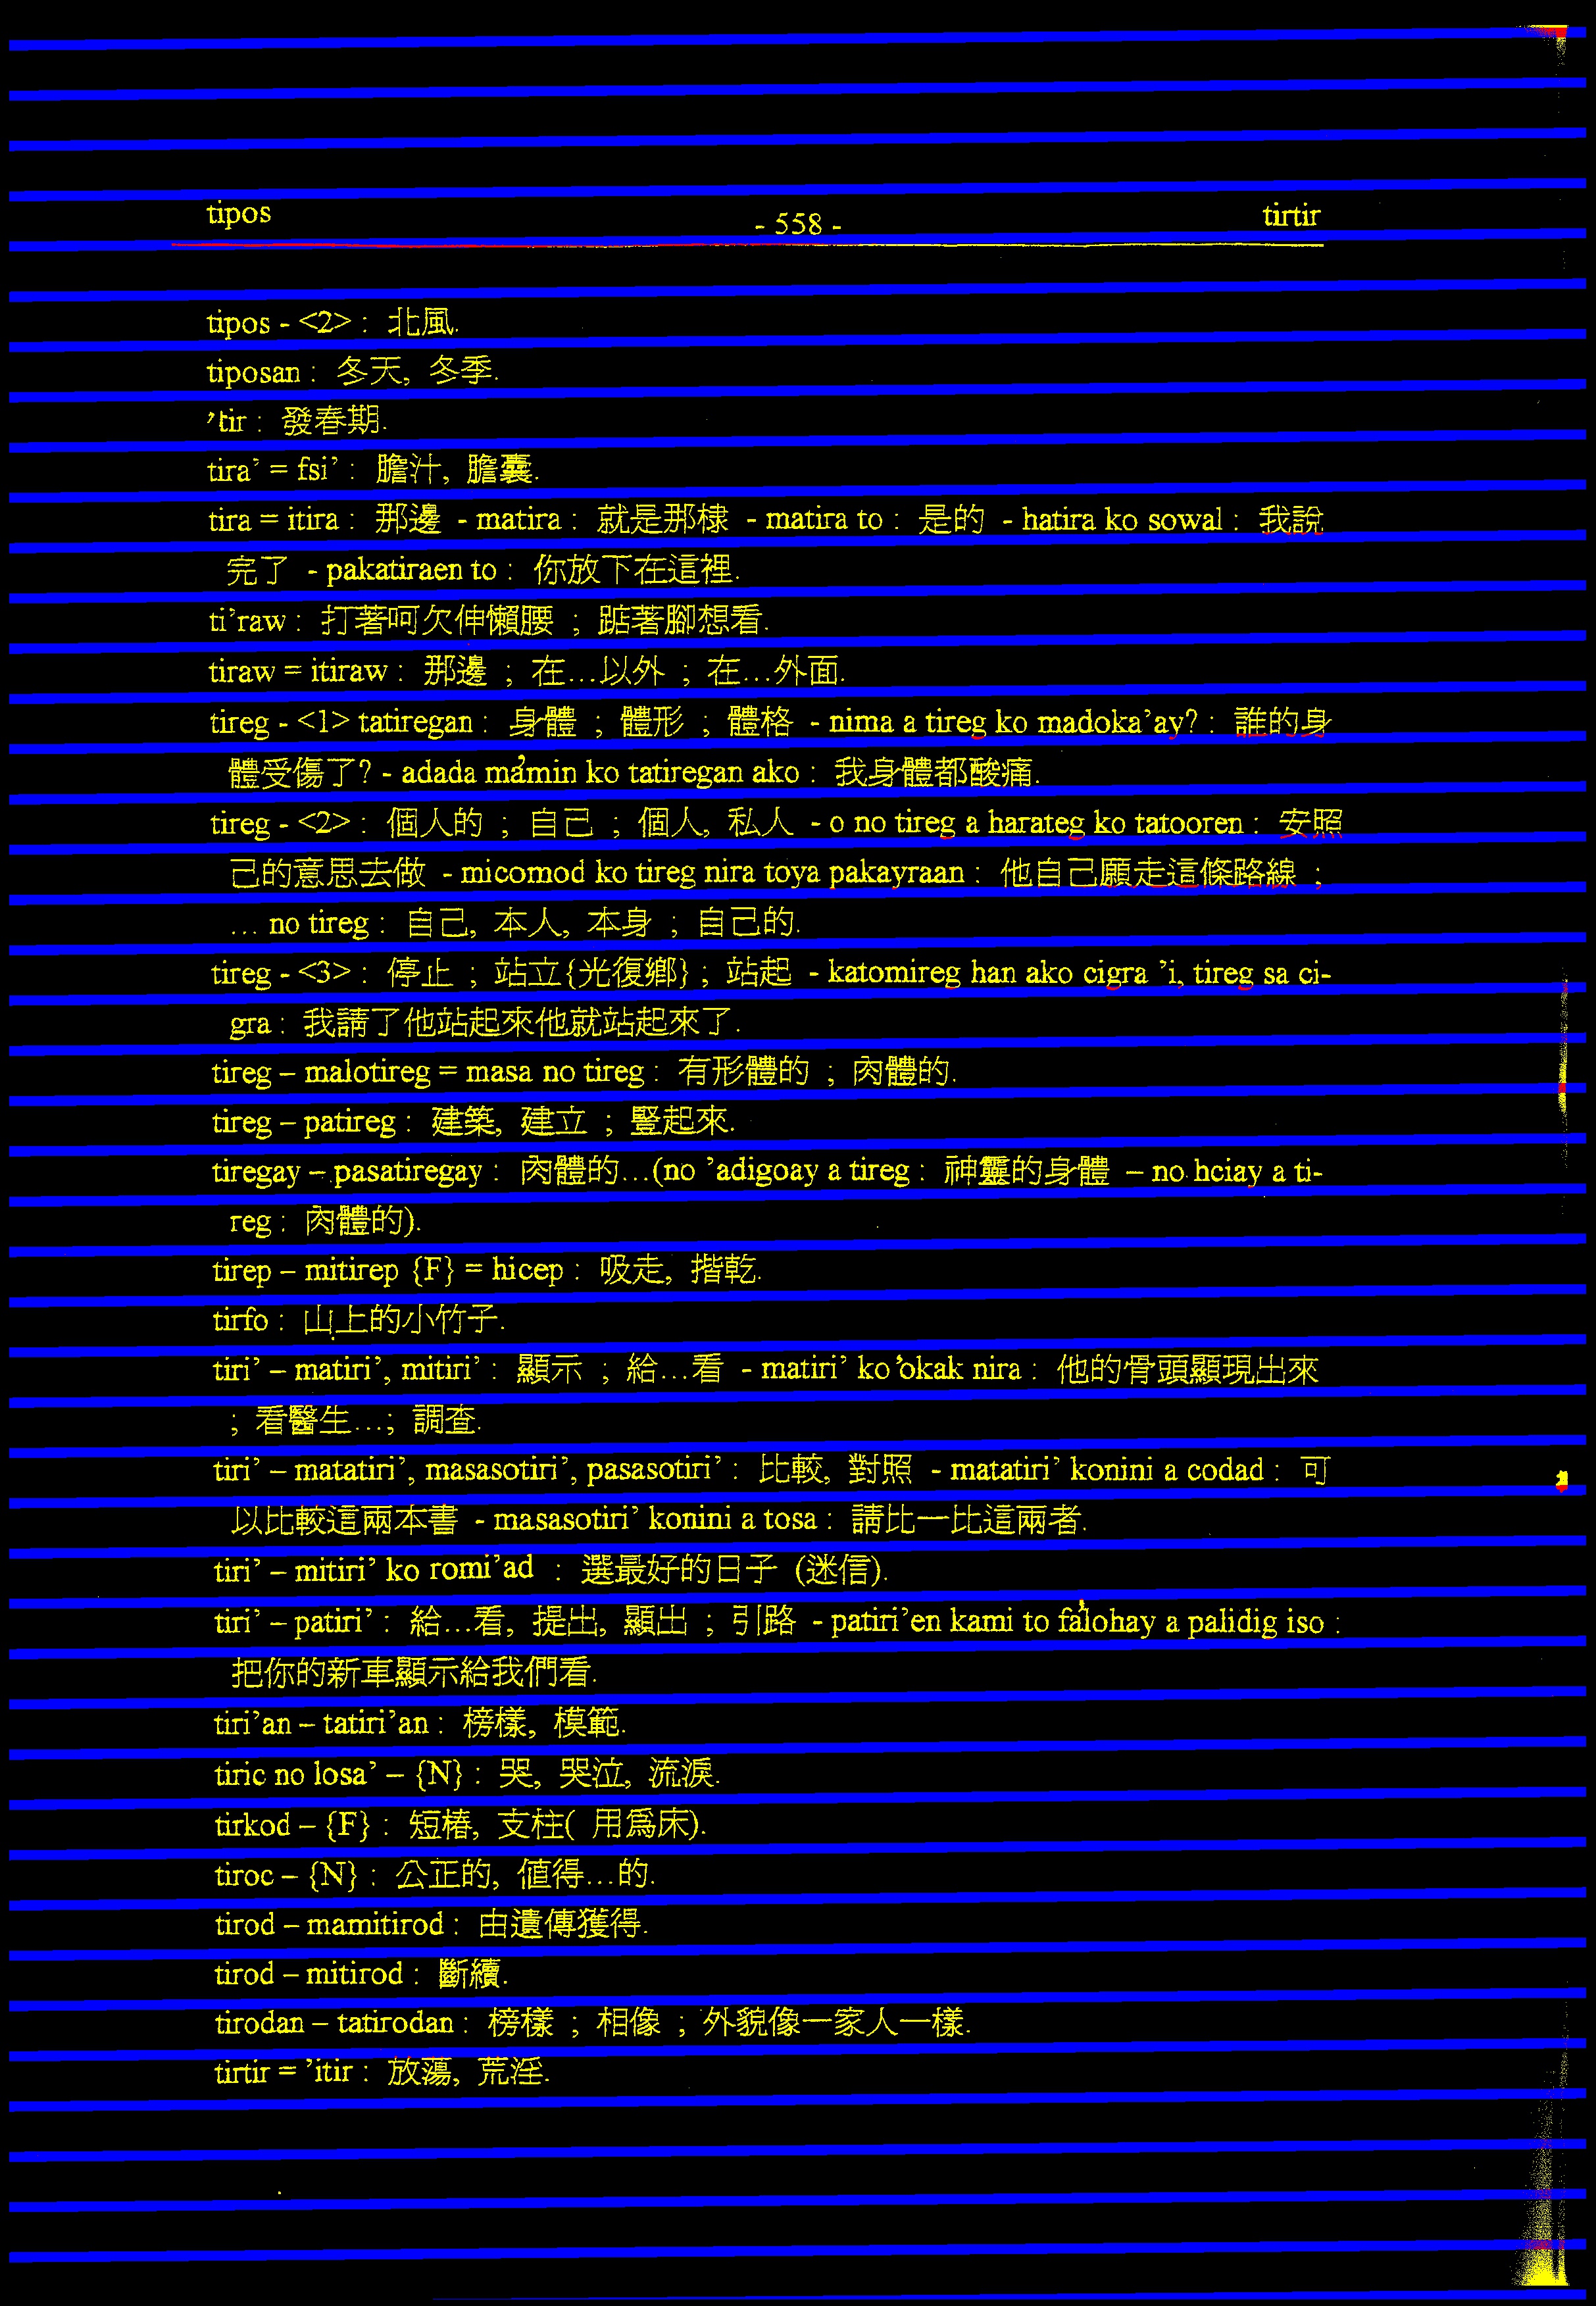 tipos - 558 - tirtir
tipos - <2> : 北風.
tiposan : 冬天, 冬季.
’tir : 發春期.
tira’ = fsi’ : 膽汁, 膽囊.
tira = itira : 那邊 - matira : 就是那樣 - matira to : 是的 - hatira ko sowal : 我說
完了 - pakatiraen to : 你放下在這裡.
ti’raw : 打著呵欠伸懶腰 ; 踮著腳想看.
tiraw = itiraw : 那邊 ; 在...以外 ; 在...外面.
tireg - <1> tatiregan : 身體 ; 體形 ; 體格 - nima a tireg ko madoka’ay? : 誰的身
體受傷了? - adada ma’min ko tatiregan ako : 我身體都酸痛.
tireg - <2> : 個人的 ; 自己 ; 個人, 私人 - o no tireg a harateg ko tatooren : 安照
己的意思去做 - micomod ko tireg nira toya pakayraan : 他自己願走這條路線 ;
... no tireg : 自己, 本人, 本身 ; 自己的.
tireg - <3> : 停止 ; 站立{光復鄉} ; 站起 - katomireg han ako cigra ’i, tireg sa ci-
gra : 我請了他站起來他就站起來了.
tireg – malotireg = masa no tireg : 有形體的 ; 肉體的.
tireg – patireg : 建築, 建立 ; 豎起來.
tiregay – pasatiregay : 肉體的...(no ’adigoay a tireg : 神靈的身體 – no hciay a ti-
reg : 肉體的).
tirep – mitirep {F} = hicep : 吸走, 揩乾.
tirfo : 山上的小竹子.
tiri’ – matiri’, mitiri’ : 顯示 ; 給...看 - matiri’ ko ’okak nira : 他的骨頭顯現出來
; 看醫生...; 調查.
tiri’ – matatiri’, masasotiri’, pasasotiri’ : 比較, 對照 - matatiri’ konini a codad : 可
以比較這兩本書 - masasotiri’ konini a tosa : 請比一比這兩者.
tiri’ – mitiri’ ko romi’ad : 選最好的日子 (迷信).
tiri’ – patiri’ : 給...看, 提出, 顯出 ; 引路 - patiri’en kami to fa’lohay a palidig iso :
把你的新車顯示給我們看.
tiri’an – tatiri’an : 榜樣, 模範.
tiric no losa’ – {N} : 哭, 哭泣, 流淚.
tirkod – {F} : 短樁, 支柱( 用爲床).
tiroc – {N} : 公正的, 值得...的.
tirod – mamitirod : 由遺傳獲得.
tirod – mitirod : 斷續.
tirodan – tatirodan : 榜樣 ; 相像 ; 外貌像一家人一樣.
tirtir = ’itir : 放蕩, 荒淫.